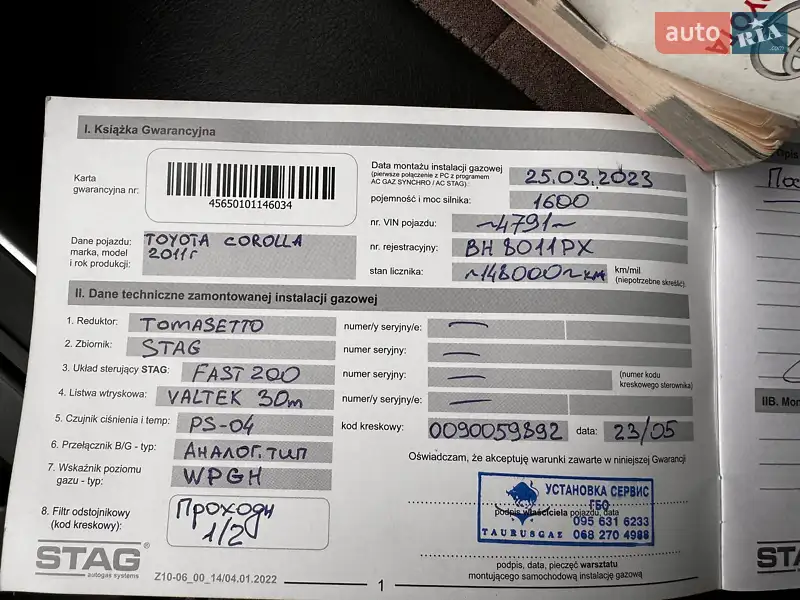 auto RIA
I. Książka Gwarancyjna
Karta
gwarancyjna nr:
45650101146034
Data montażu instalacji gazowej
(pierwsze połączenie z PC z programem
AC GAZ SYNCHRO / AC STAG):
25.03.2023
pojemność i moc silnika: 1600
nr. VIN pojazdu: ~4791~
Dane pojazdu:
marka, model
i rok produkcji:
TOYOTA COROLLA
2011г
nr. rejestracyjny: BH 8011PX
stan licznika: ~148000~км km/mil
(niepotrzebne skreślić)
II. Dane techniczne zamontowanej instalacji gazowej
1. Reduktor: TOMASETTO numer/y seryjny/e: —
2. Zbiornik: STAG numer seryjny: —
3. Układ sterujący STAG: FAST 200 numer seryjny: — (numer kodu
kreskowego sterownika)
4. Listwa wtryskowa: VALTEK 30m numer/y seryjny/e: —
5. Czujnik ciśnienia i temp: PS-04 kod kreskowy: 0090059892 data: 23/05
6. Przełącznik B/G - typ: АНАЛОГ.ТИП
7. Wskaźnik poziomu
gazu - typ: WPGH
Oświadczam, że akceptuję warunki zawarte w niniejszej Gwarancji
8. Filtr odstojnikowy
(kod kreskowy):
Проходн
1/2
УСТАНОВКА СЕРВИС
ГБО
podpis właściciela pojazdu, data
095 631 6233
TAURUSGAZ 068 270 4988
podpis, data, pieczęć warsztatu
montującego samochodową instalację gazową
STAG®
autogas systems
Z10-06_00_14/04.01.2022
1
IIB. Mon
STA